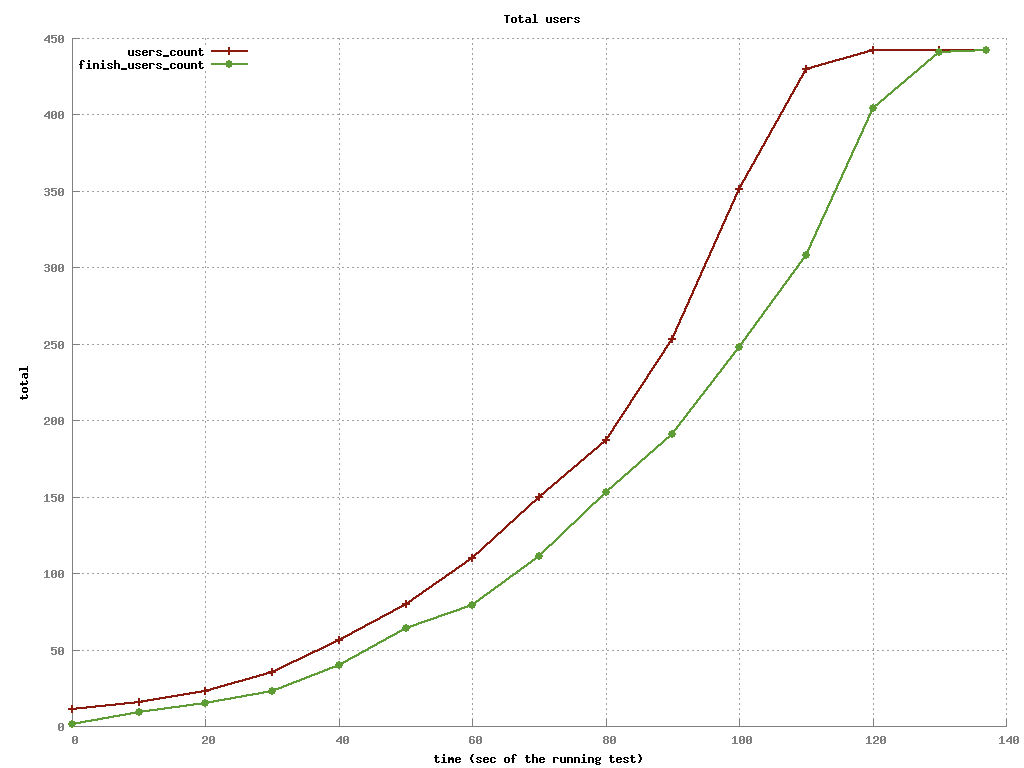 Total users
users_count
finish_users_count
450
400
350
300
250
200
150
100
50
0
total
0 20 40 60 80 100 120 140
time (sec of the running test)